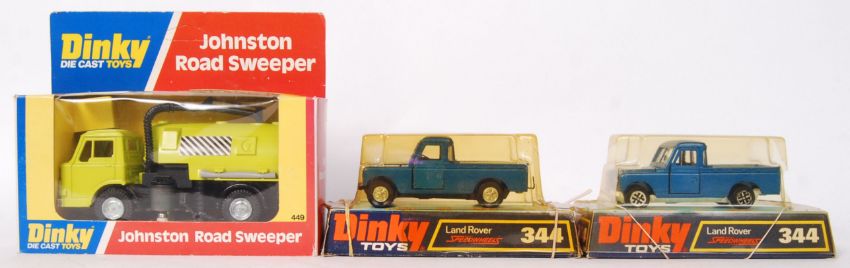 Dinky
DIE CAST TOYS
Johnston
Road Sweeper
449
Dinky
DIE CAST TOYS
Johnston Road Sweeper
Dinky
TOYS
Land Rover
SPEEDWHEELS
344
Dinky
TOYS
Land Rover
SPEEDWHEELS
344